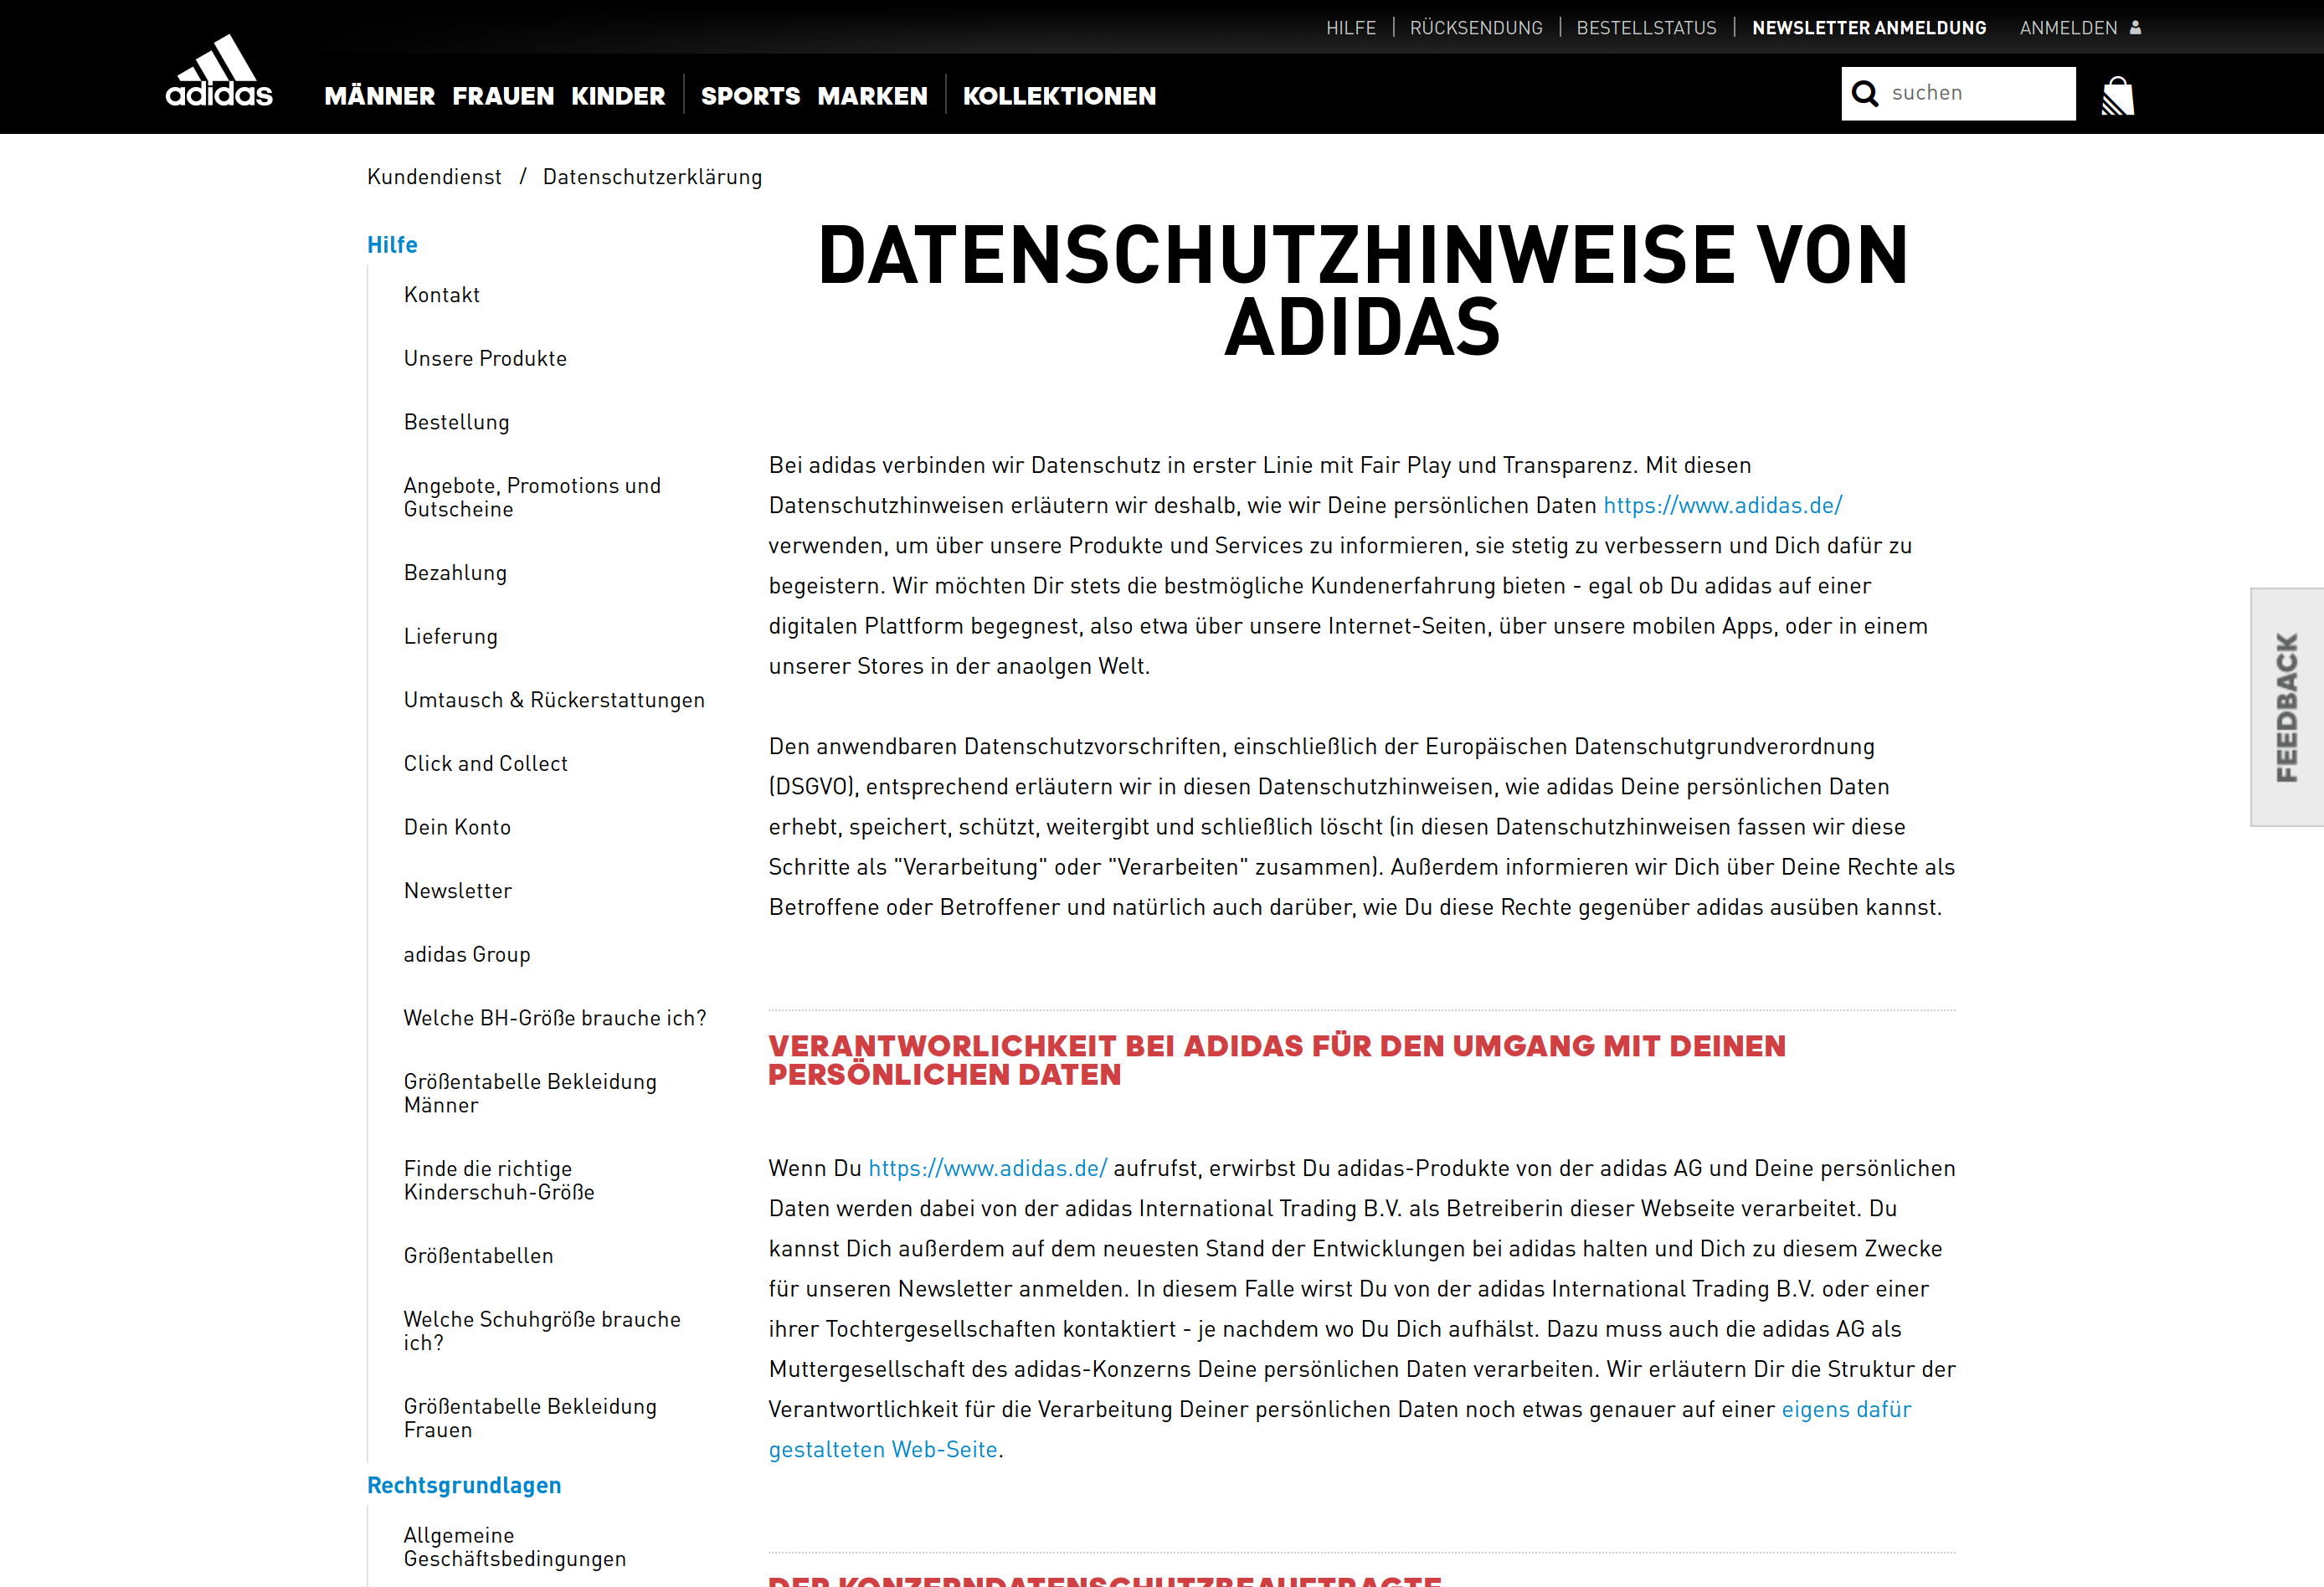 HILFE RÜCKSENDUNG BESTELLSTATUS NEWSLETTER ANMELDUNG ANMELDEN
adidas
MÄNNER FRAUEN KINDER SPORTS MARKEN KOLLEKTIONEN
suchen
Kundendienst / Datenschutzerklärung
Hilfe
Kontakt
Unsere Produkte
Bestellung
Angebote, Promotions und
Gutscheine
Bezahlung
Lieferung
Umtausch & Rückerstattungen
Click and Collect
Dein Konto
Newsletter
adidas Group
Welche BH-Größe brauche ich?
Größentabelle Bekleidung
Männer
Finde die richtige
Kinderschuh-Größe
Größentabellen
Welche Schuhgröße brauche
ich?
Größentabelle Bekleidung
Frauen
Rechtsgrundlagen
Allgemeine
Geschäftsbedingungen
DATENSCHUTZHINWEISE VON
ADIDAS
Bei adidas verbinden wir Datenschutz in erster Linie mit Fair Play und Transparenz. Mit diesen
Datenschutzhinweisen erläutern wir deshalb, wie wir Deine persönlichen Daten https://www.adidas.de/
verwenden, um über unsere Produkte und Services zu informieren, sie stetig zu verbessern und Dich dafür zu
begeistern. Wir möchten Dir stets die bestmögliche Kundenerfahrung bieten - egal ob Du adidas auf einer
digitalen Plattform begegnest, also etwa über unsere Internet-Seiten, über unsere mobilen Apps, oder in einem
unserer Stores in der anaolgen Welt.
Den anwendbaren Datenschutzvorschriften, einschließlich der Europäischen Datenschutgrundverordnung
(DSGVO), entsprechend erläutern wir in diesen Datenschutzhinweisen, wie adidas Deine persönlichen Daten
erhebt, speichert, schützt, weitergibt und schließlich löscht (in diesen Datenschutzhinweisen fassen wir diese
Schritte als "Verarbeitung" oder "Verarbeiten" zusammen). Außerdem informieren wir Dich über Deine Rechte als
Betroffene oder Betroffener und natürlich auch darüber, wie Du diese Rechte gegenüber adidas ausüben kannst.
VERANTWORLICHKEIT BEI ADIDAS FÜR DEN UMGANG MIT DEINEN
PERSÖNLICHEN DATEN
Wenn Du https://www.adidas.de/ aufrufst, erwirbst Du adidas-Produkte von der adidas AG und Deine persönlichen
Daten werden dabei von der adidas International Trading B.V. als Betreiberin dieser Webseite verarbeitet. Du
kannst Dich außerdem auf dem neuesten Stand der Entwicklungen bei adidas halten und Dich zu diesem Zwecke
für unseren Newsletter anmelden. In diesem Falle wirst Du von der adidas International Trading B.V. oder einer
ihrer Tochtergesellschaften kontaktiert - je nachdem wo Du Dich aufhälst. Dazu muss auch die adidas AG als
Muttergesellschaft des adidas-Konzerns Deine persönlichen Daten verarbeiten. Wir erläutern Dir die Struktur der
Verantwortlichkeit für die Verarbeitung Deiner persönlichen Daten noch etwas genauer auf einer eigens dafür
gestalteten Web-Seite.
DER KONZERNDATENSCHUTZBEAUFTRAGTE
FEEDBACK